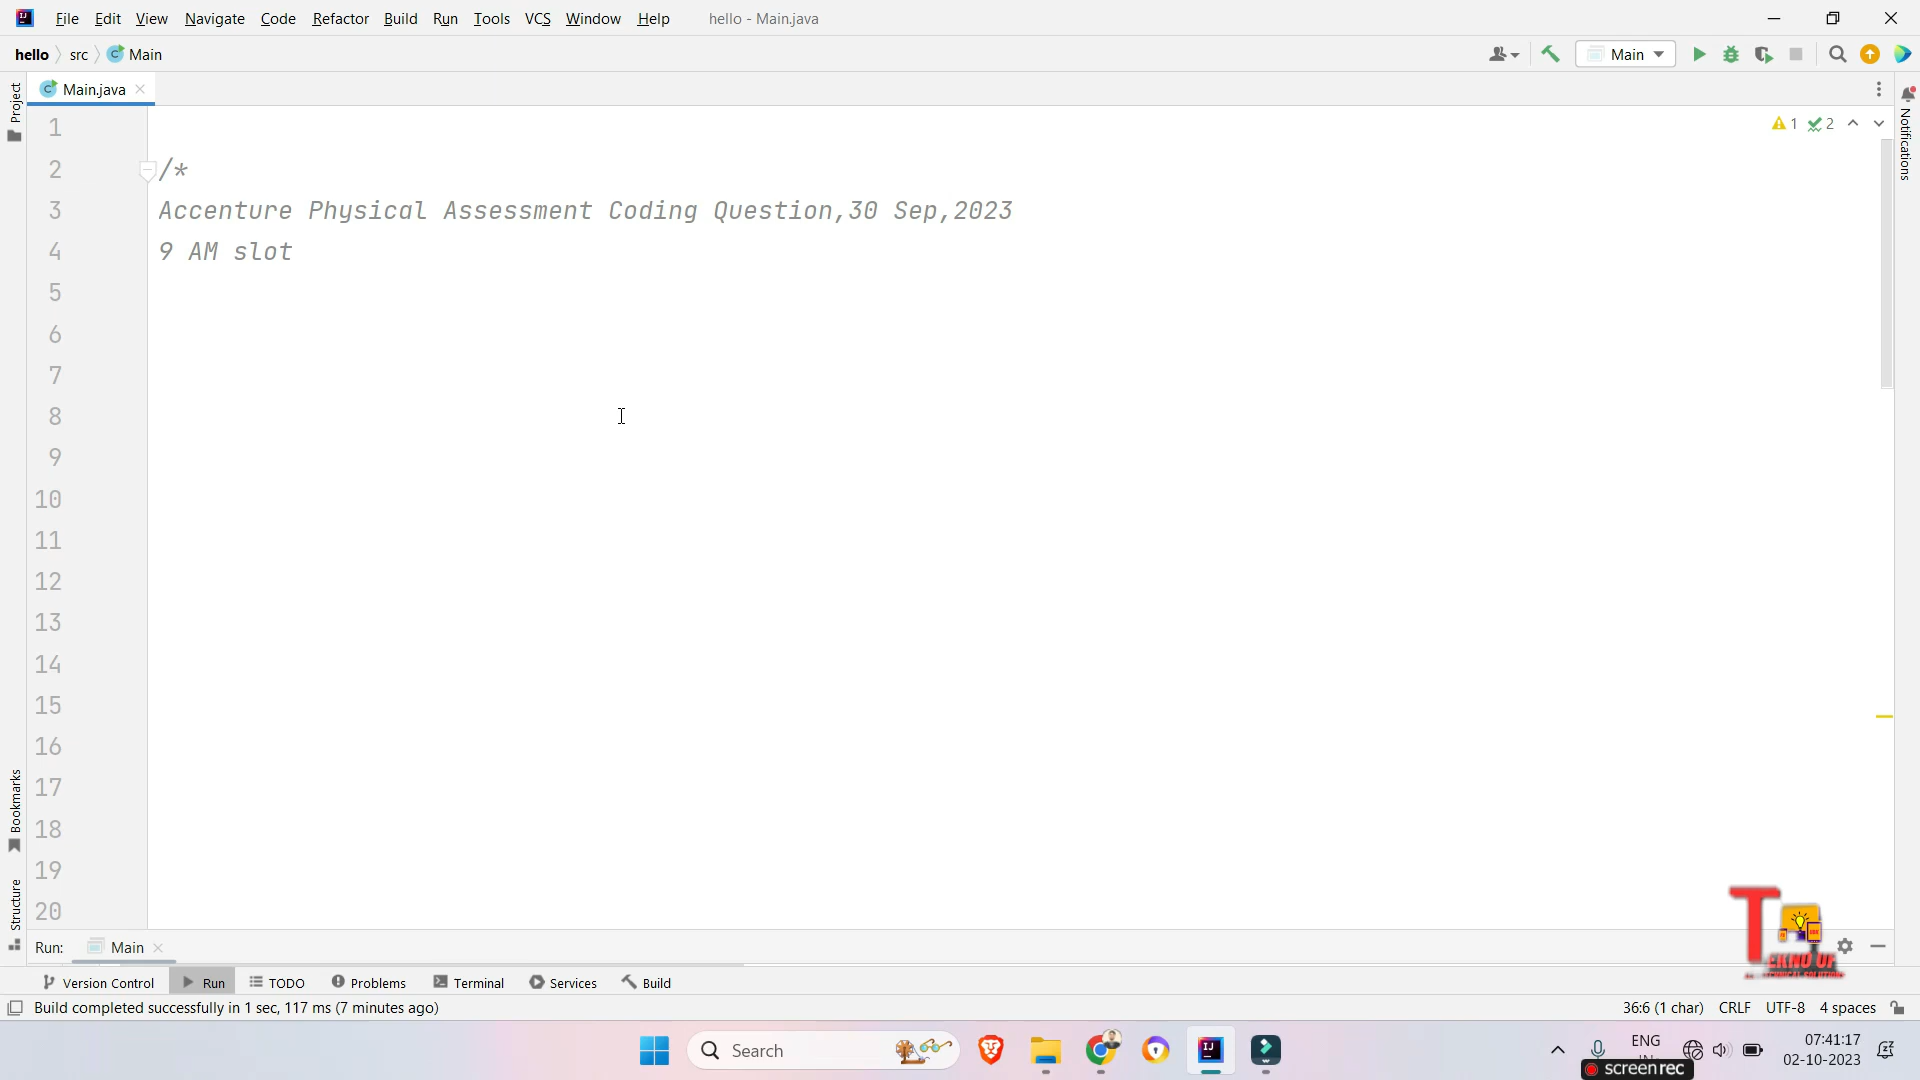 File Edit View Navigate Code Refactor Build Run Tools VCS Window Help hello - Main.java
hello src Main
Main
Main.java
Project
Notifications
1 2
1
2 /*
3 Accenture Physical Assessment Coding Question,30 Sep,2023
4 9 AM slot
5
6
7
8
9
10
11
12
13
14
15
16
17
18
19
20
Bookmarks
Structure
Run: Main
Version Control Run TODO Problems Terminal Services Build
Build completed successfully in 1 sec, 117 ms (7 minutes ago)
36:6 (1 char) CRLF UTF-8 4 spaces
Search
ENG
07:41:17
02-10-2023
screenrec